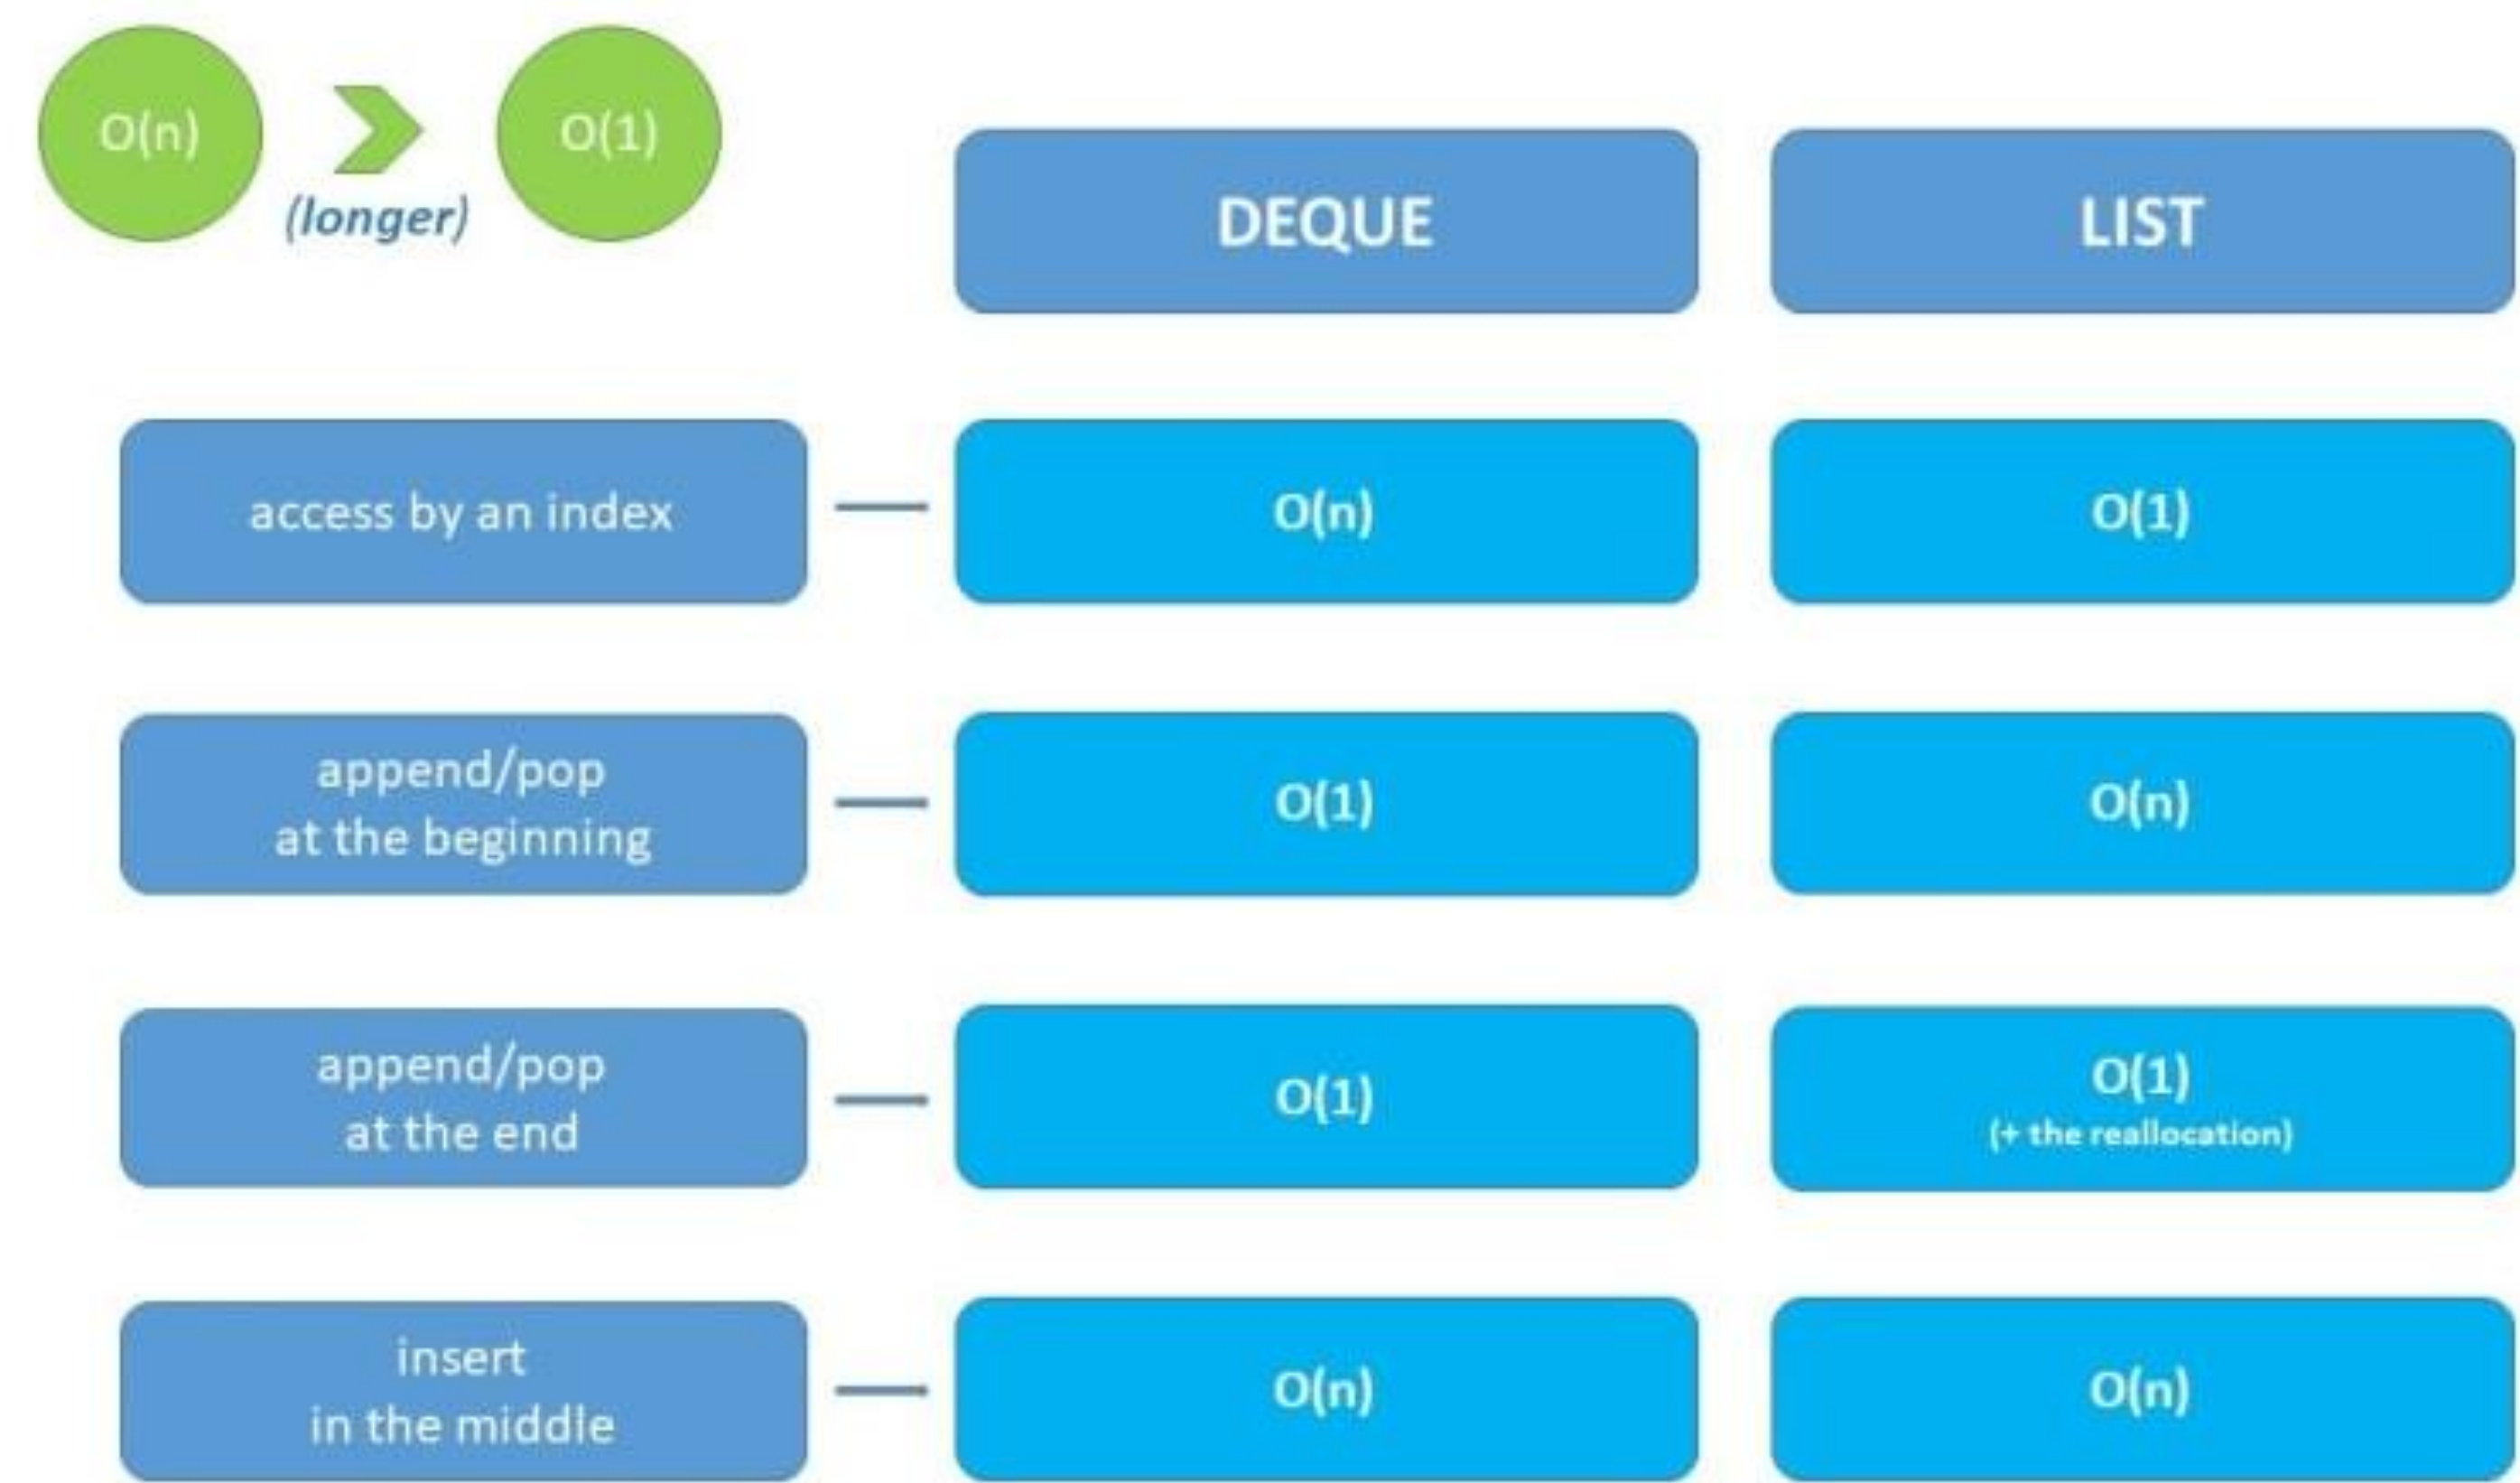 O(n)
O(1)
(longer)
DEQUE
LIST
access by an index
O(n)
O(1)
append/pop
at the beginning
O(1)
O(n)
append/pop
at the end
O(1)
O(1)
(+ the reallocation)
insert
in the middle
O(n)
O(n)